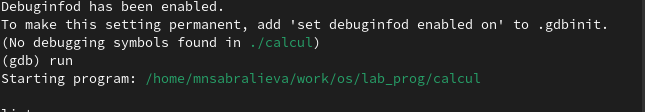 Debuginfod has been enabled.
To make this setting permanent, add 'set debuginfod enabled on' to .gdbinit.
(No debugging symbols found in ./calcul)
(gdb) run
Starting program: /home/mnsabralieva/work/os/lab_prog/calcul